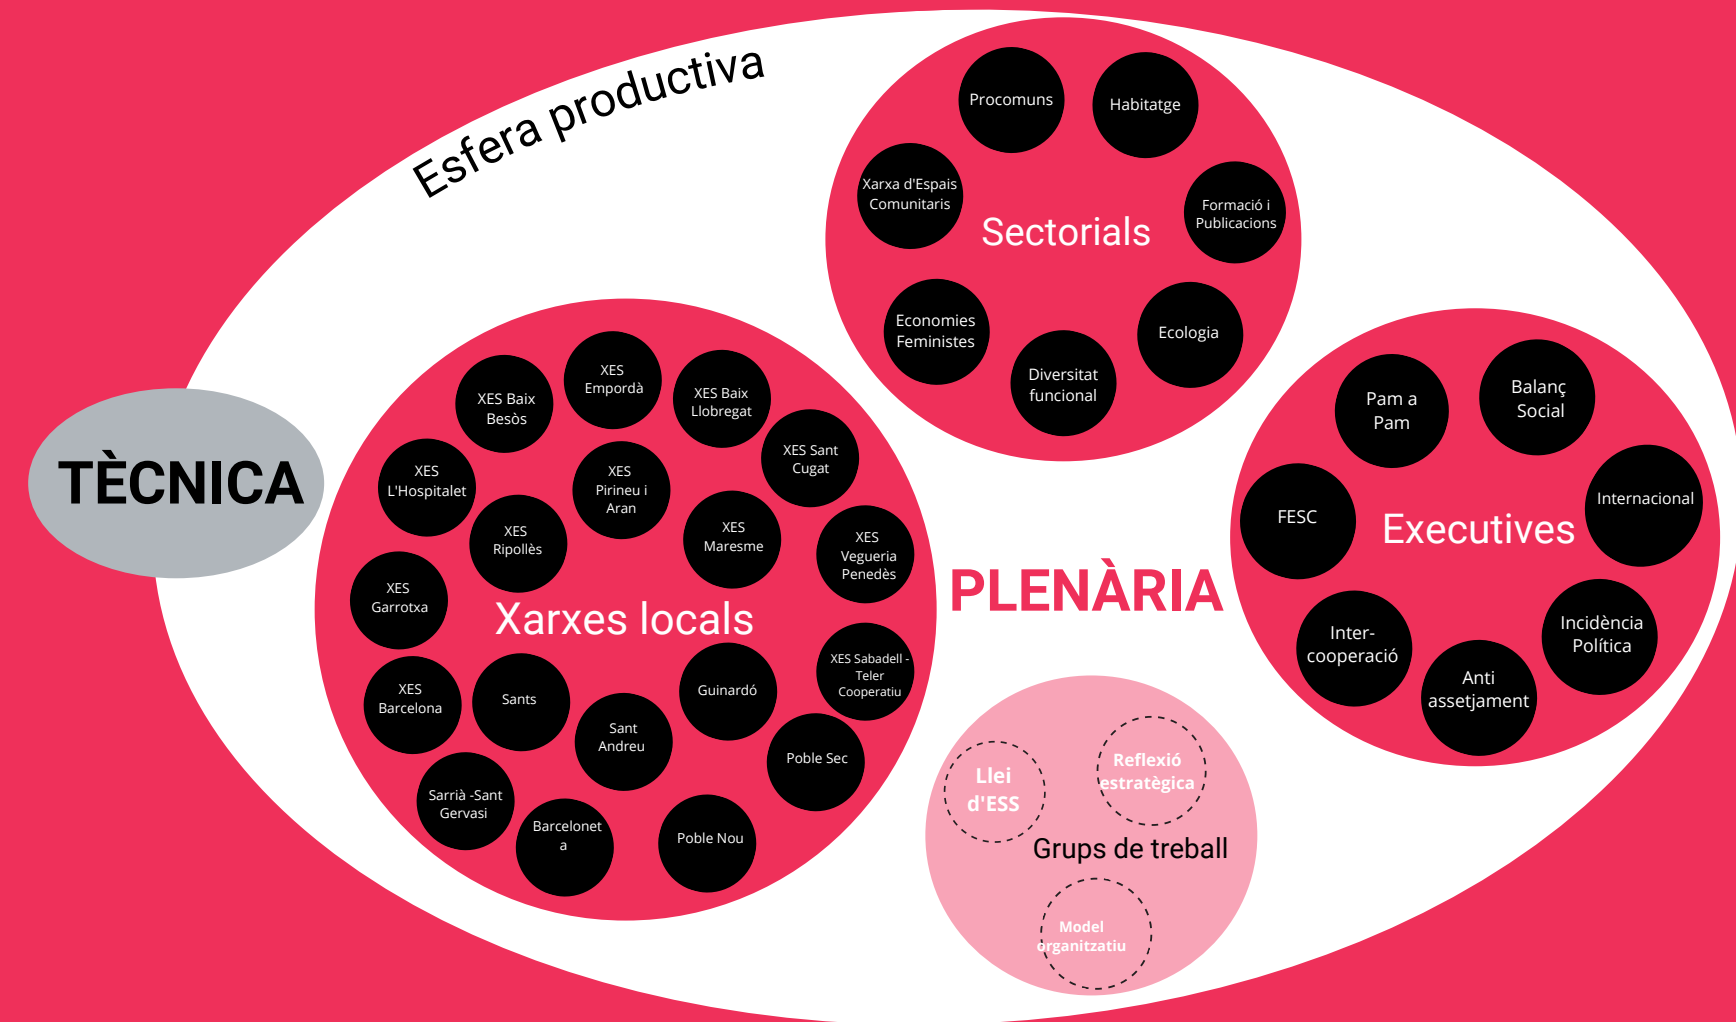 Esfera productiva
Procomuns
Habitatge
Xarxa d'Espais
Comunitaris
Formació i
Publicacions
Sectorials
Economies
Feministes
Ecologia
Diversitat
funcional
TÈCNICA
XES Baix
Besòs
XES
Empordà
XES Baix
Llobregat
XES Sant
Cugat
XES
L'Hospitalet
XES
Pirineu i
Aran
XES
Ripollès
XES
Maresme
XES
Vegueria
Penedès
XES
Garrotxa
Xarxes locals
XES
Barcelona
Sants
Sant
Andreu
Guinardó
XES Sabadell -
Teler
Cooperatiu
Poble Sec
Sarrià -Sant
Gervasi
Barcelonet
a
Poble Nou
PLENÀRIA
Pam a
Pam
Balanç
Social
FESC
Internacional
Executives
Inter-
cooperació
Anti
assetjament
Incidència
Política
Llei
d'ESS
Reflexió
estratègica
Grups de treball
Model
organitzatiu